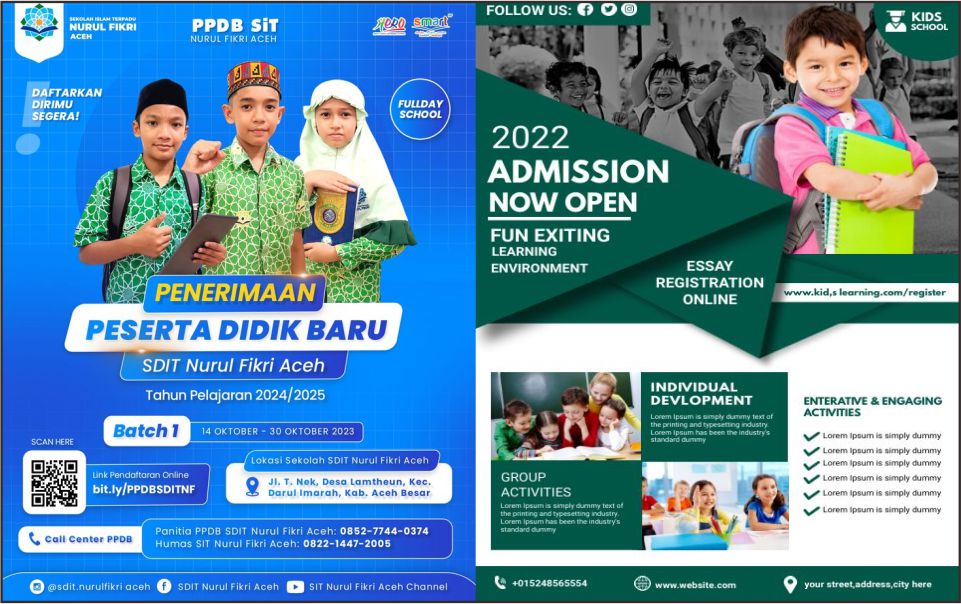 SEKOLAH ISLAM TERPADU
NURUL FIKRI
ACEH
PPDB SiT
NURUL FIKRI ACEH
smart
DAFTARKAN
DIRIMU
SEGERA!
FULLDAY
SCHOOL
PENERIMAAN
PESERTA DIDIK BARU
SDIT Nurul Fikri Aceh
Tahun Pelajaran 2024/2025
Batch 1
14 OKTOBER - 30 OKTOBER 2023
SCAN HERE
Link Pendaftaran Online
bit.ly/PPDBSDITNF
Lokasi Sekolah SDIT Nurul Fikri Aceh
Jl. T. Nek, Desa Lamtheun, Kec.
Darul Imarah, Kab. Aceh Besar
Call Center PPDB
Panitia PPDB SDIT Nurul Fikri Aceh: 0852-7744-0374
Humas SIT Nurul Fikri Aceh: 0822-1447-2005
@sdit.nurulfikri aceh
SDIT Nurul Fikri Aceh
SIT Nurul Fikri Aceh Channel
FOLLOW US:
KIDS
SCHOOL
2022
ADMISSION
NOW OPEN
FUN EXITING
LEARNING
ENVIRONMENT
ESSAY
REGISTRATION
ONLINE
www.kid,s learning.com/register
INDIVIDUAL
DEVLOPMENT
Lorem Ipsum is simply dummy text of
the printing and typesetting industry.
Lorem Ipsum has been the industry's
standard dummy
GROUP
ACTIVITIES
Lorem Ipsum is simply dummy text of
the printing and typesetting industry.
Lorem Ipsum has been the industry's
standard dummy
ENTERATIVE & ENGAGING
ACTIVITIES
Lorem Ipsum is simply dummy
Lorem Ipsum is simply dummy
Lorem Ipsum is simply dummy
Lorem Ipsum is simply dummy
Lorem Ipsum is simply dummy
Lorem Ipsum is simply dummy
+015248565554
www.website.com
your street,address,city here